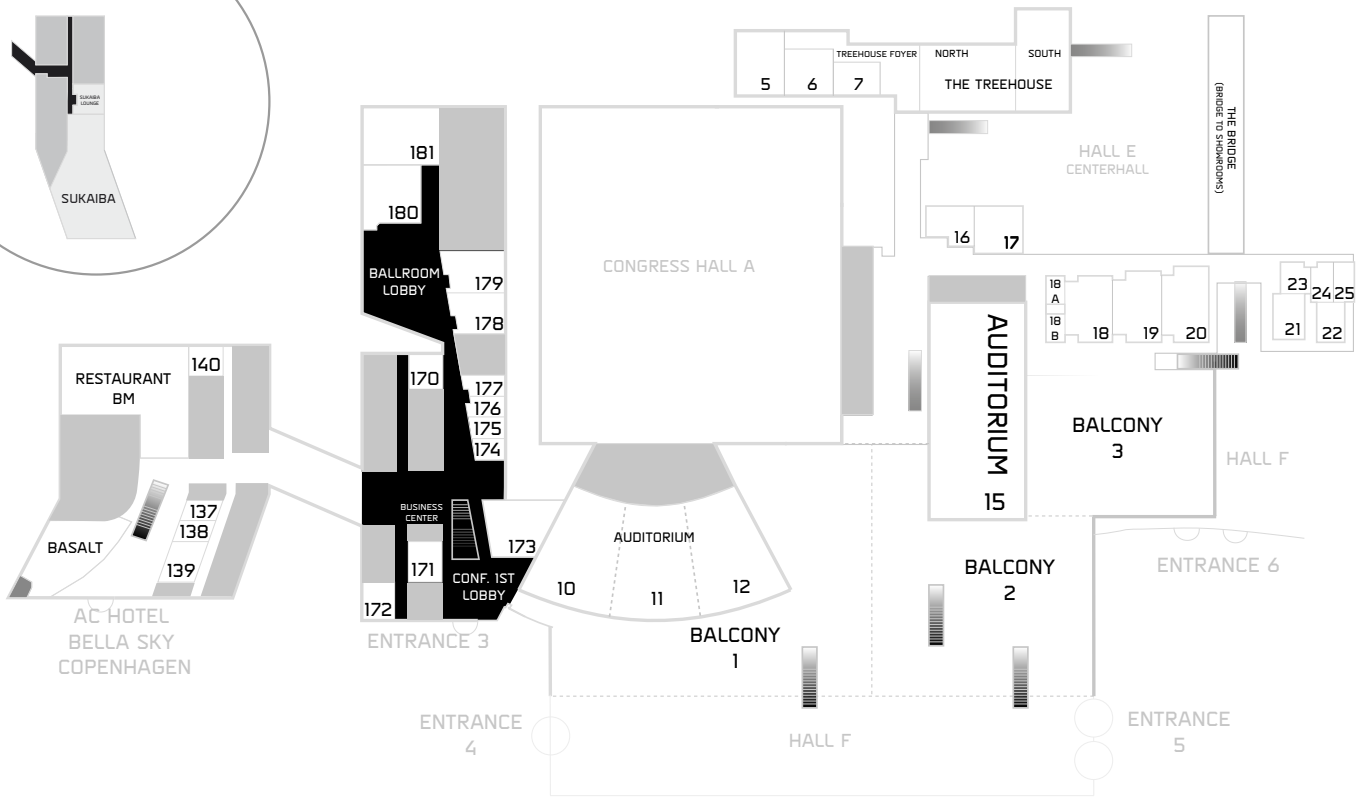 SUKAIBA
LOUNGE
SUKAIBA
5
6
7
TREEHOUSE FOYER
NORTH
SOUTH
THE TREEHOUSE
HALL E
CENTERHALL
THE BRIDGE
(BRIDGE TO SHOWROOMS)
181
180
BALLROOM
LOBBY
179
178
177
176
175
174
170
CONGRESS HALL A
16
17
18
A
18
B
18
19
20
23
24
25
21
22
AUDITORIUM
15
BALCONY
3
HALL F
RESTAURANT
BM
140
137
138
139
BASALT
AC HOTEL
BELLA SKY
COPENHAGEN
BUSINESS
CENTER
173
171
172
CONF. 1ST
LOBBY
ENTRANCE 3
AUDITORIUM
10
11
12
BALCONY
1
BALCONY
2
ENTRANCE 6
ENTRANCE
4
HALL F
ENTRANCE
5